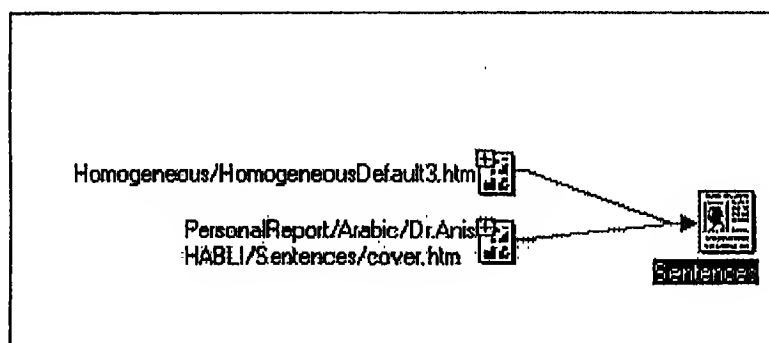 Homogeneous/HomogeneousDefault3.htm
PersonalReport/Arabic/Dr.Anis
HABLI/Sentences/cover.htm
Sentences